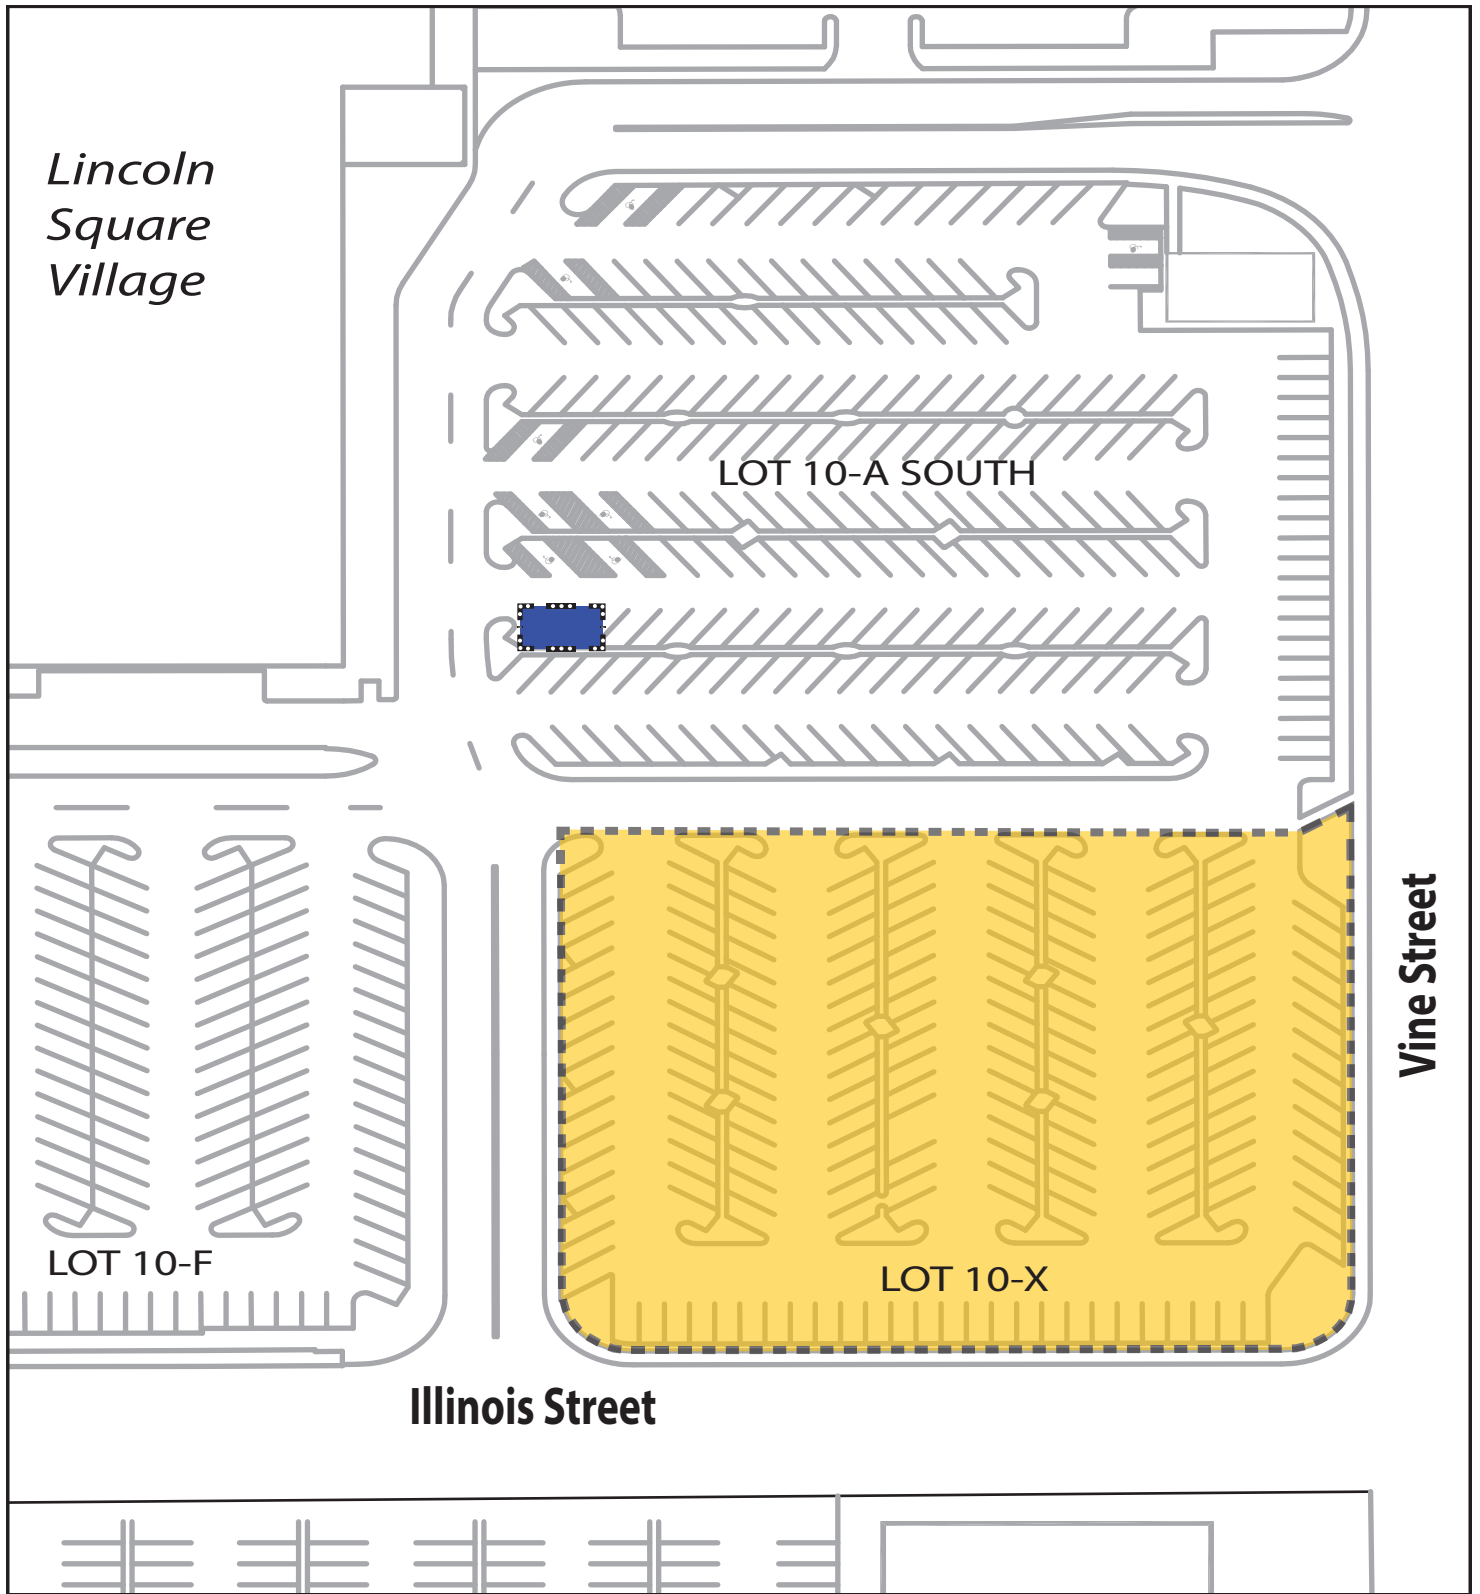 Lincoln
Square
Village
LOT 10-A SOUTH
Vine Street
LOT 10-F
LOT 10-X
Illinois Street